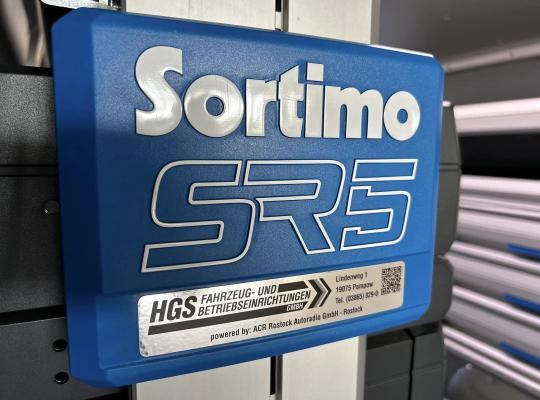 Sortimo
SR5
HGS FAHRZEUG- UND
BETRIEBSEINRICHTUNGEN
GMBH
Lindenweg 1
19075 Pampow
Tel. (03865) 829-0
powered by: ACR Rostock Autoradio GmbH - Rostock